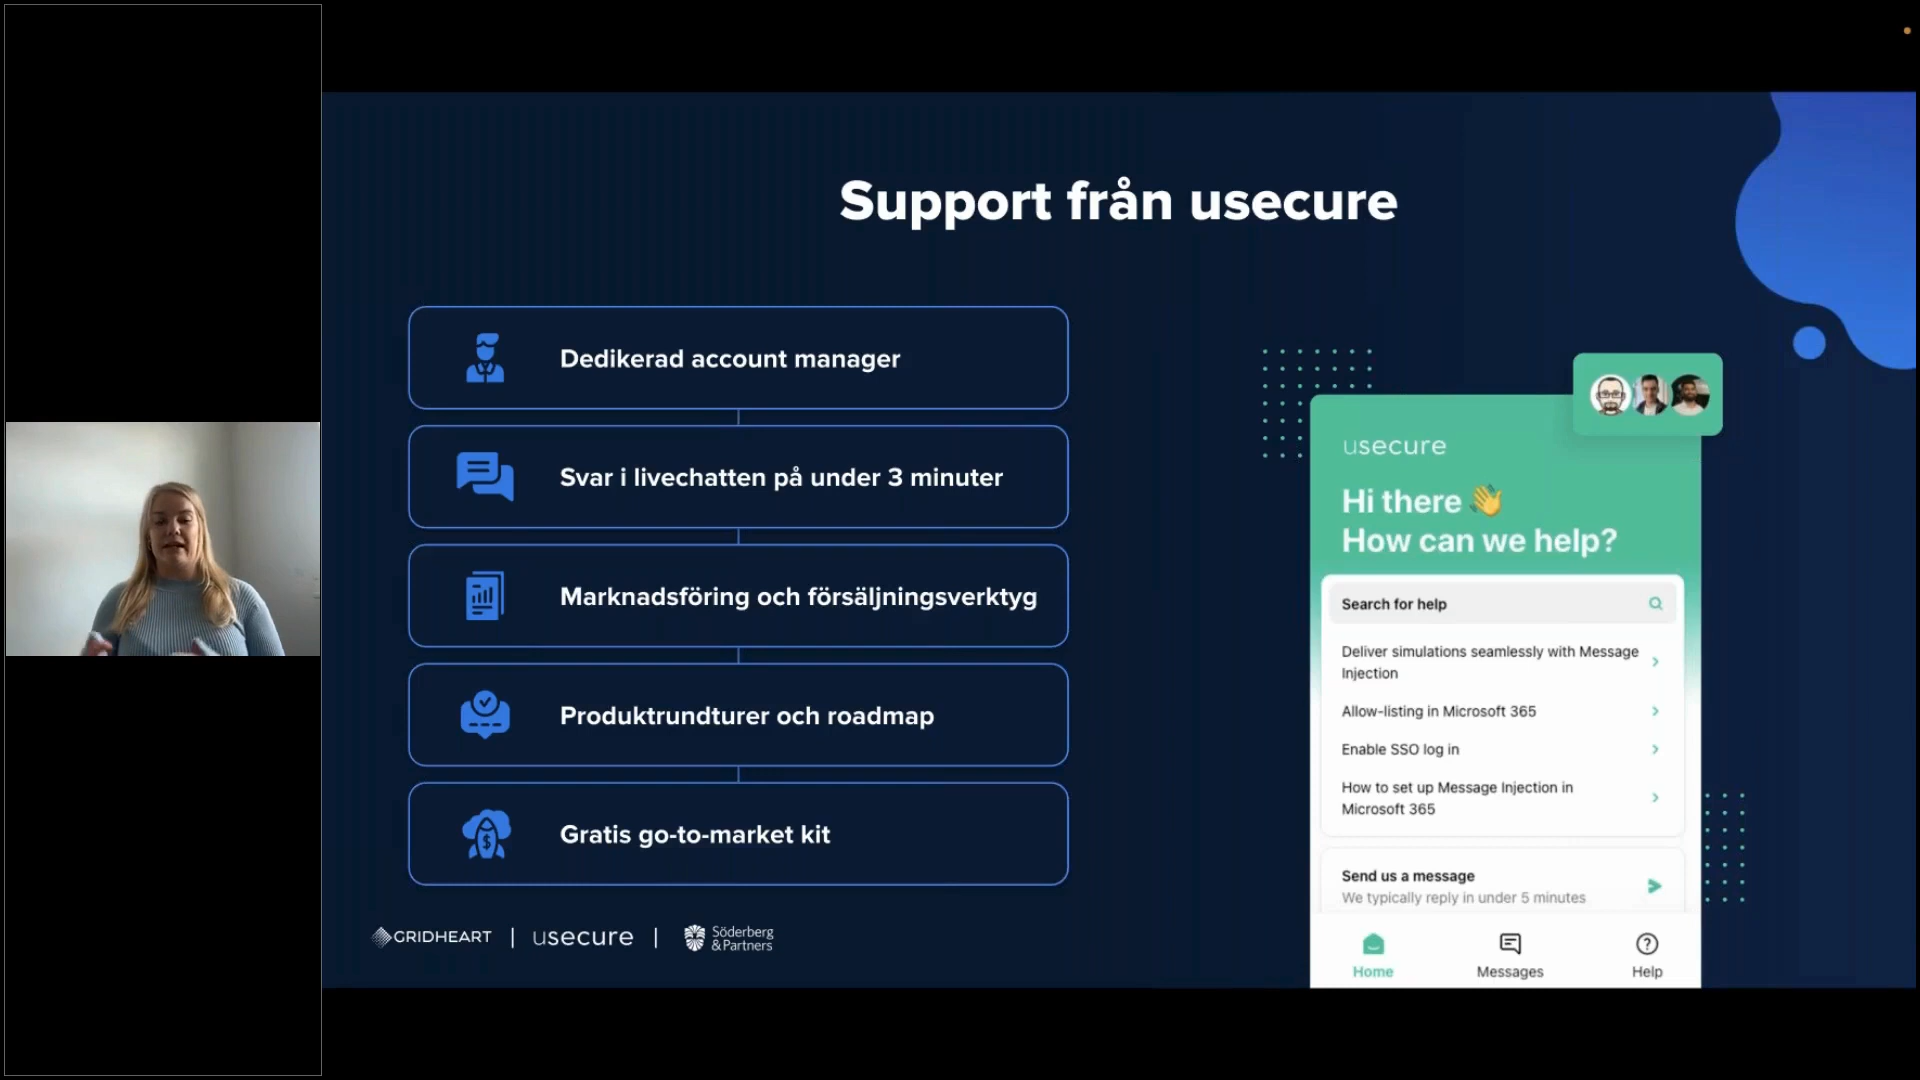 Support från usecure
Dedikerad account manager
Svar i livechatten på under 3 minuter
Marknadsföring och försäljningsverktyg
Produktrundturer och roadmap
Gratis go-to-market kit
GRIDHEART | usecure | Söderberg
&Partners
usecure
Hi there 👋
How can we help?
Search for help
Deliver simulations seamlessly with Message
Injection
Allow-listing in Microsoft 365
Enable SSO log in
How to set up Message Injection in
Microsoft 365
Send us a message
We typically reply in under 5 minutes
Home Messages Help